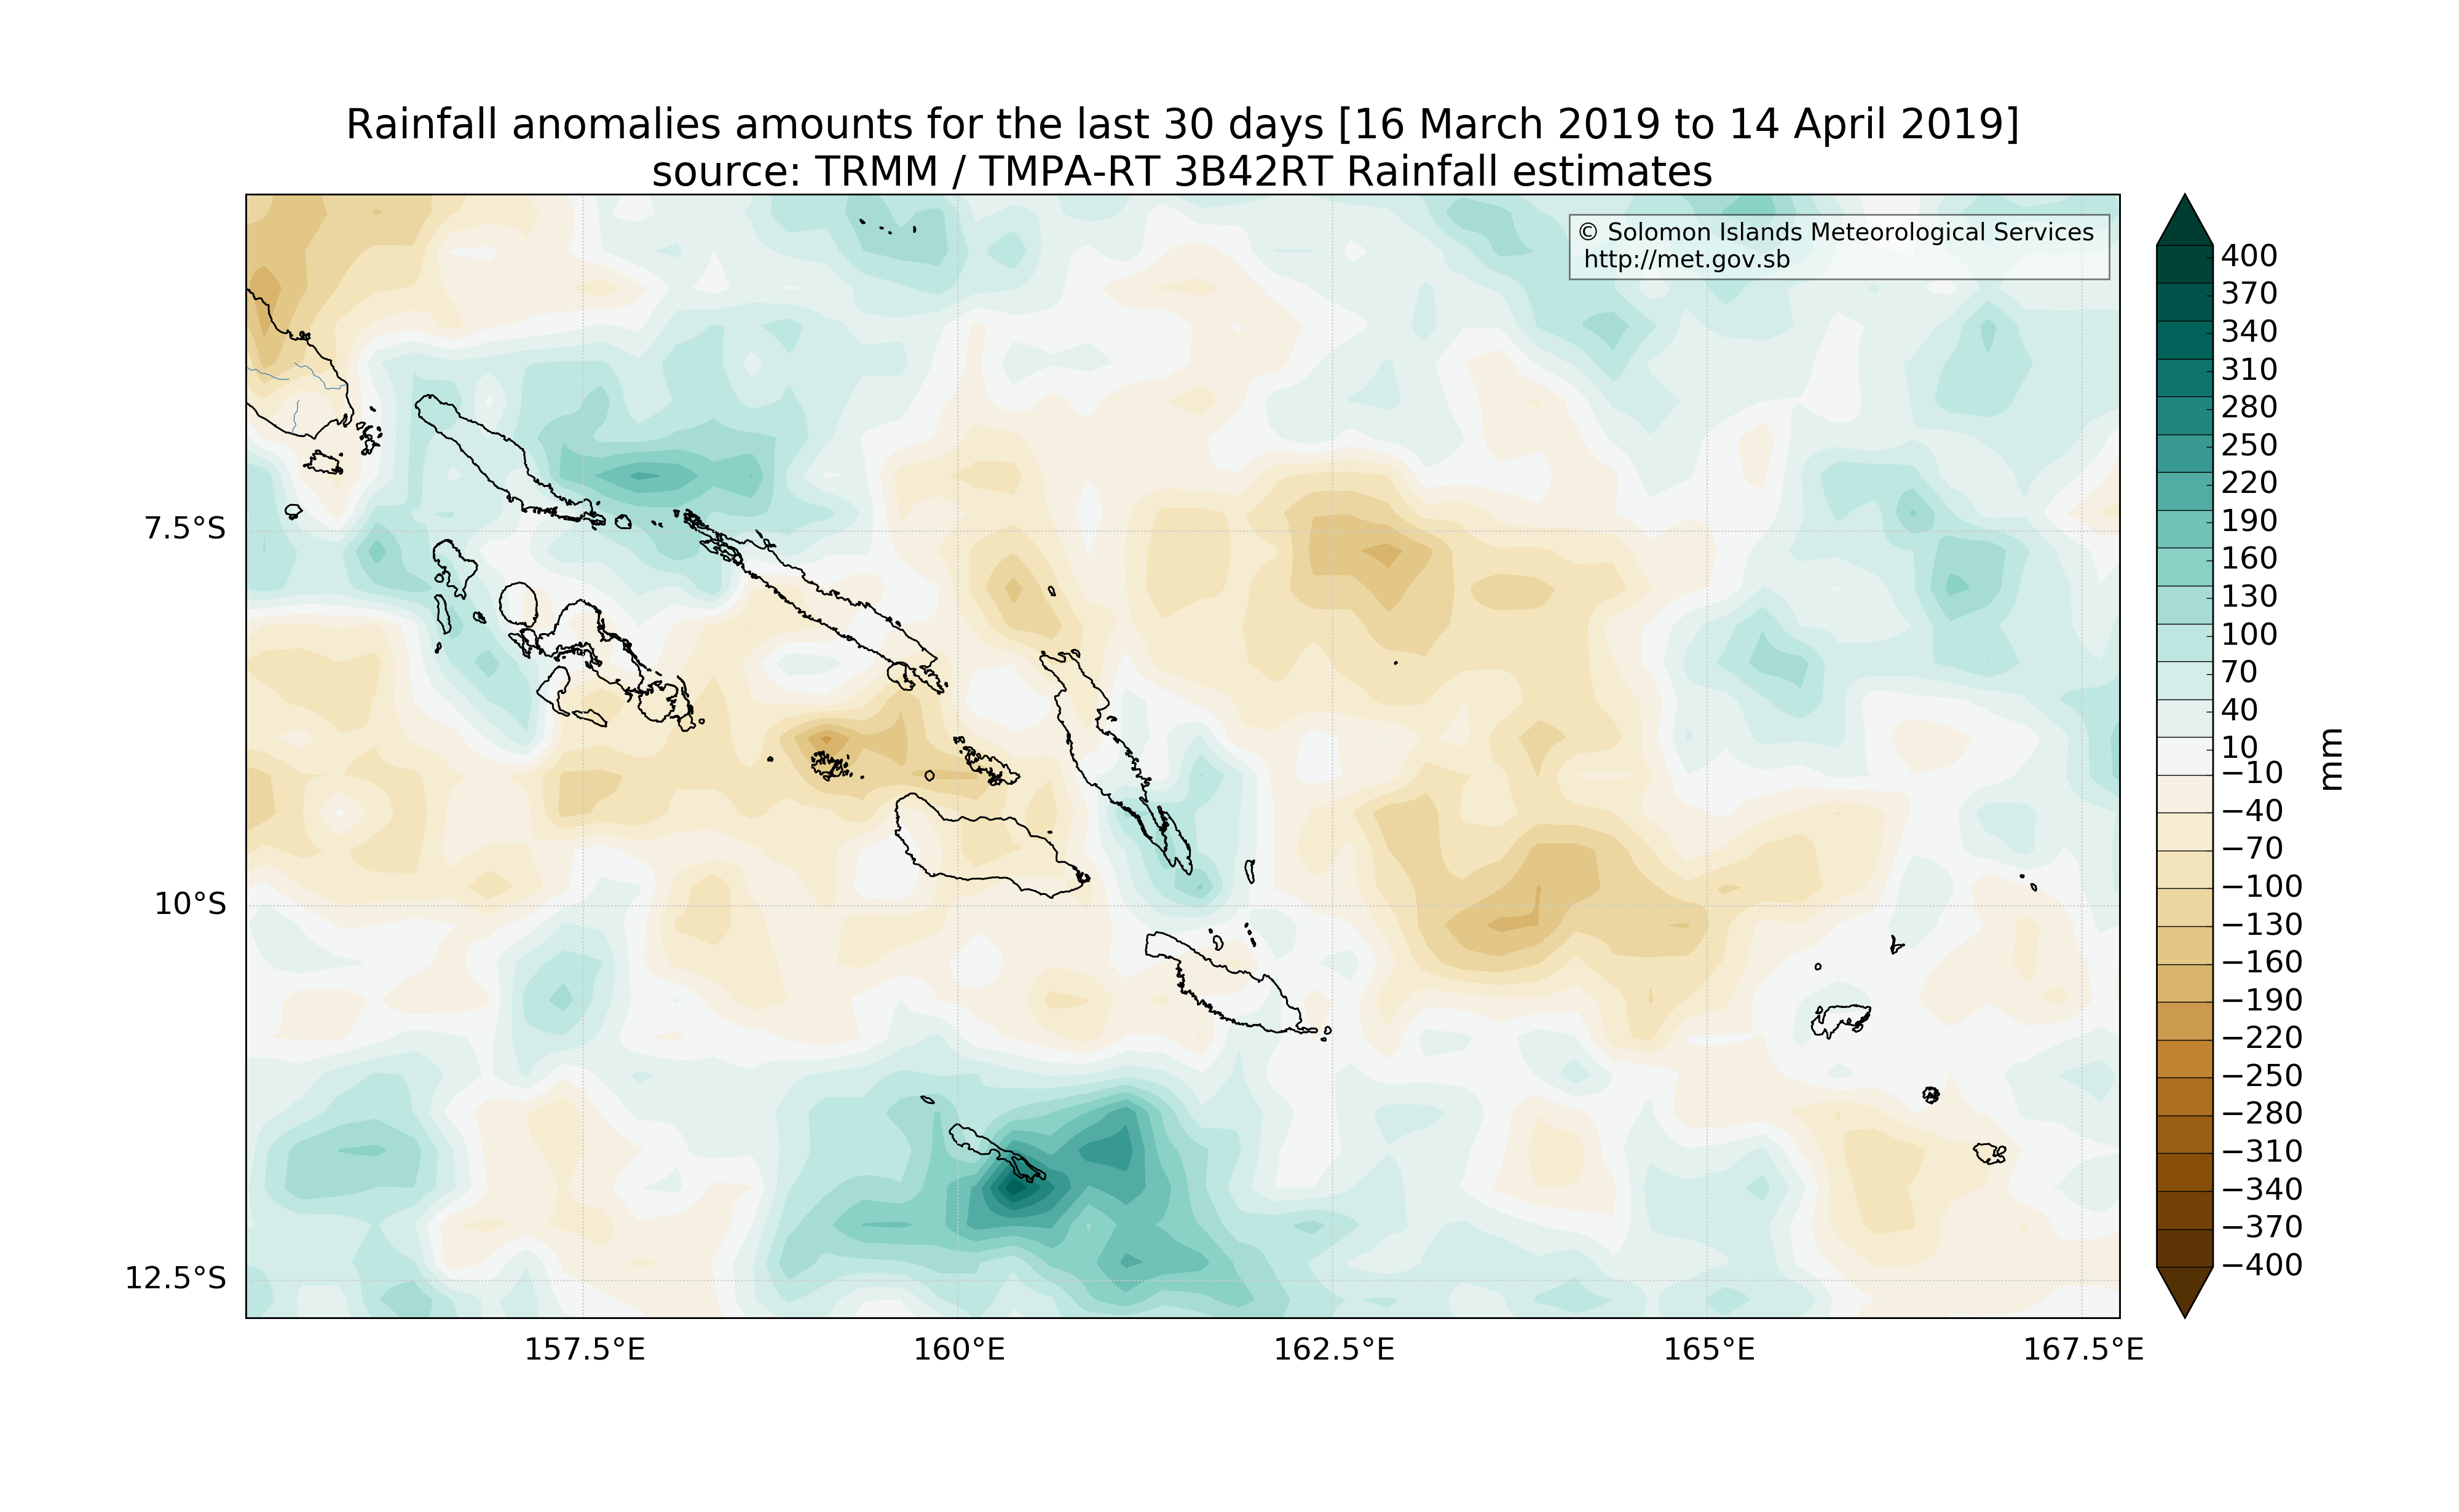 Rainfall anomalies amounts for the last 30 days [16 March 2019 to 14 April 2019]
source: TRMM / TMPA-RT 3B42RT Rainfall estimates
© Solomon Islands Meteorological Services
http://met.gov.sb
7.5°S
10°S
12.5°S
157.5°E
160°E
162.5°E
165°E
167.5°E
400
370
340
310
280
250
220
190
160
130
100
70
40
10
−10
−40
−70
−100
−130
−160
−190
−220
−250
−280
−310
−340
−370
−400
mm